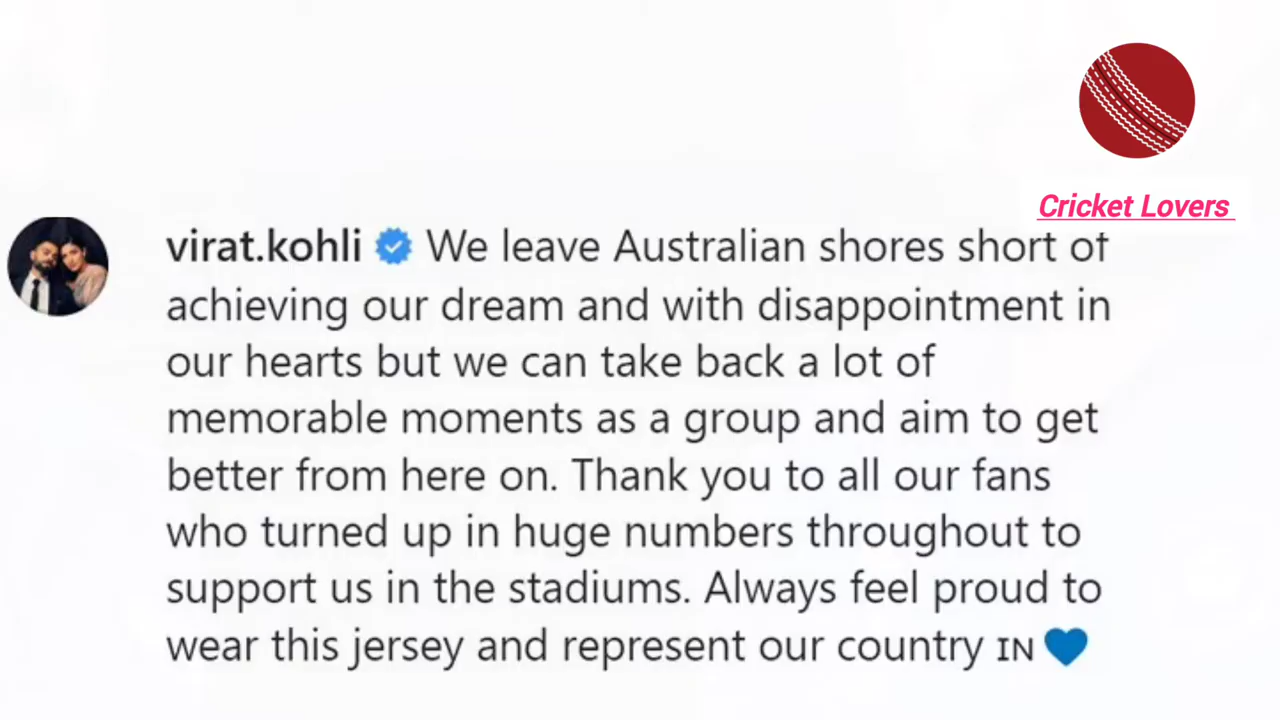 Cricket Lovers
virat.kohli We leave Australian shores short of
achieving our dream and with disappointment in
our hearts but we can take back a lot of
memorable moments as a group and aim to get
better from here on. Thank you to all our fans
who turned up in huge numbers throughout to
support us in the stadiums. Always feel proud to
wear this jersey and represent our country IN 💙